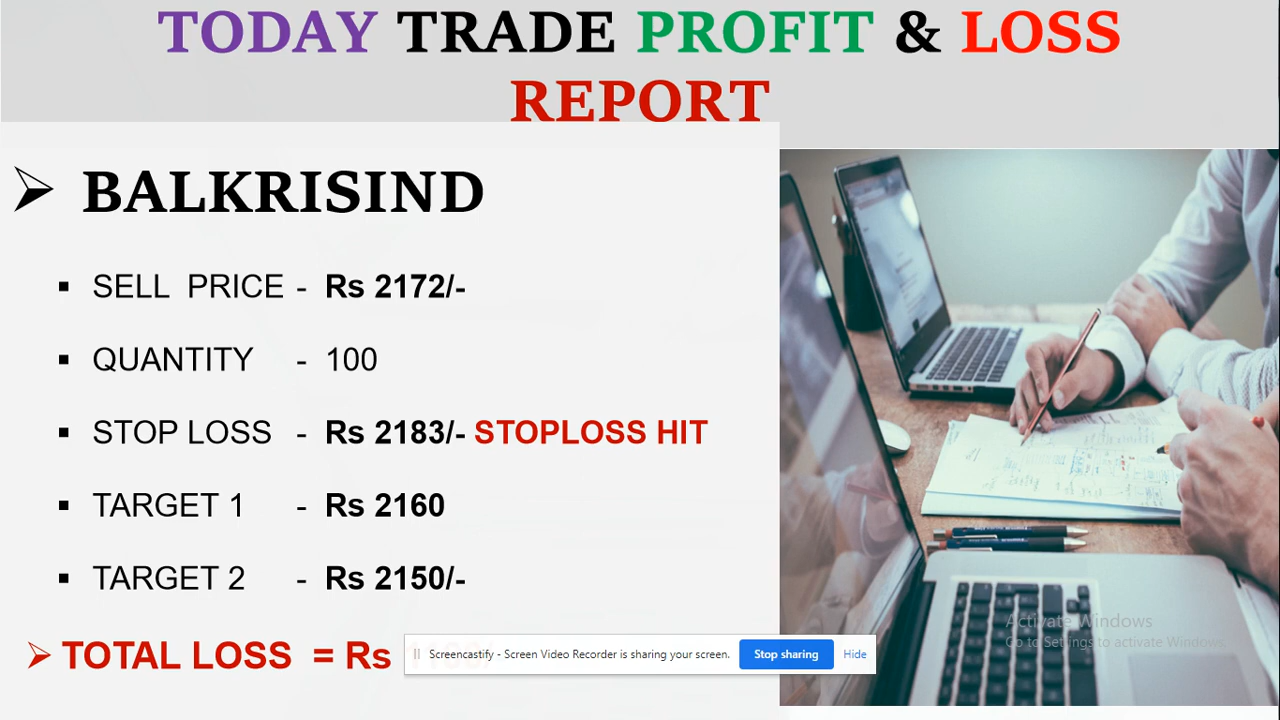 TODAY TRADE PROFIT & LOSS
REPORT
BALKRISIND
SELL PRICE - Rs 2172/-
QUANTITY - 100
STOP LOSS - Rs 2183/- STOPLOSS HIT
TARGET 1 - Rs 2160
TARGET 2 - Rs 2150/-
TOTAL LOSS = Rs
Screencastify - Screen Video Recorder is sharing your screen. Stop sharing Hide
Activate Windows
Go to Settings to activate Windows.